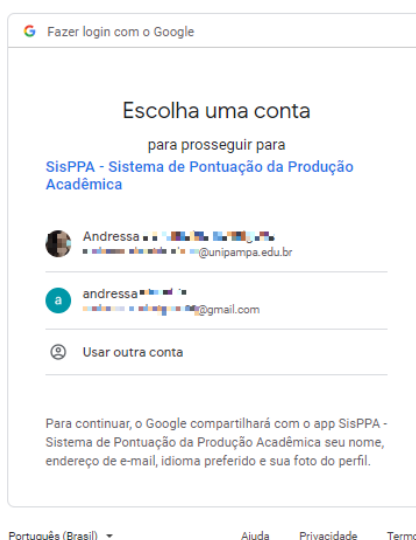 Fazer login com o Google
Escolha uma conta
para prosseguir para
SisPPA - Sistema de Pontuação da Produção
Acadêmica
Andressa
@unipampa.edu.br
a
andressa
@gmail.com
Usar outra conta
Para continuar, o Google compartilhará com o app SisPPA -
Sistema de Pontuação da Produção Acadêmica seu nome,
endereço de e-mail, idioma preferido e sua foto do perfil.
Português (Brasil) Ajuda Privacidade Termo